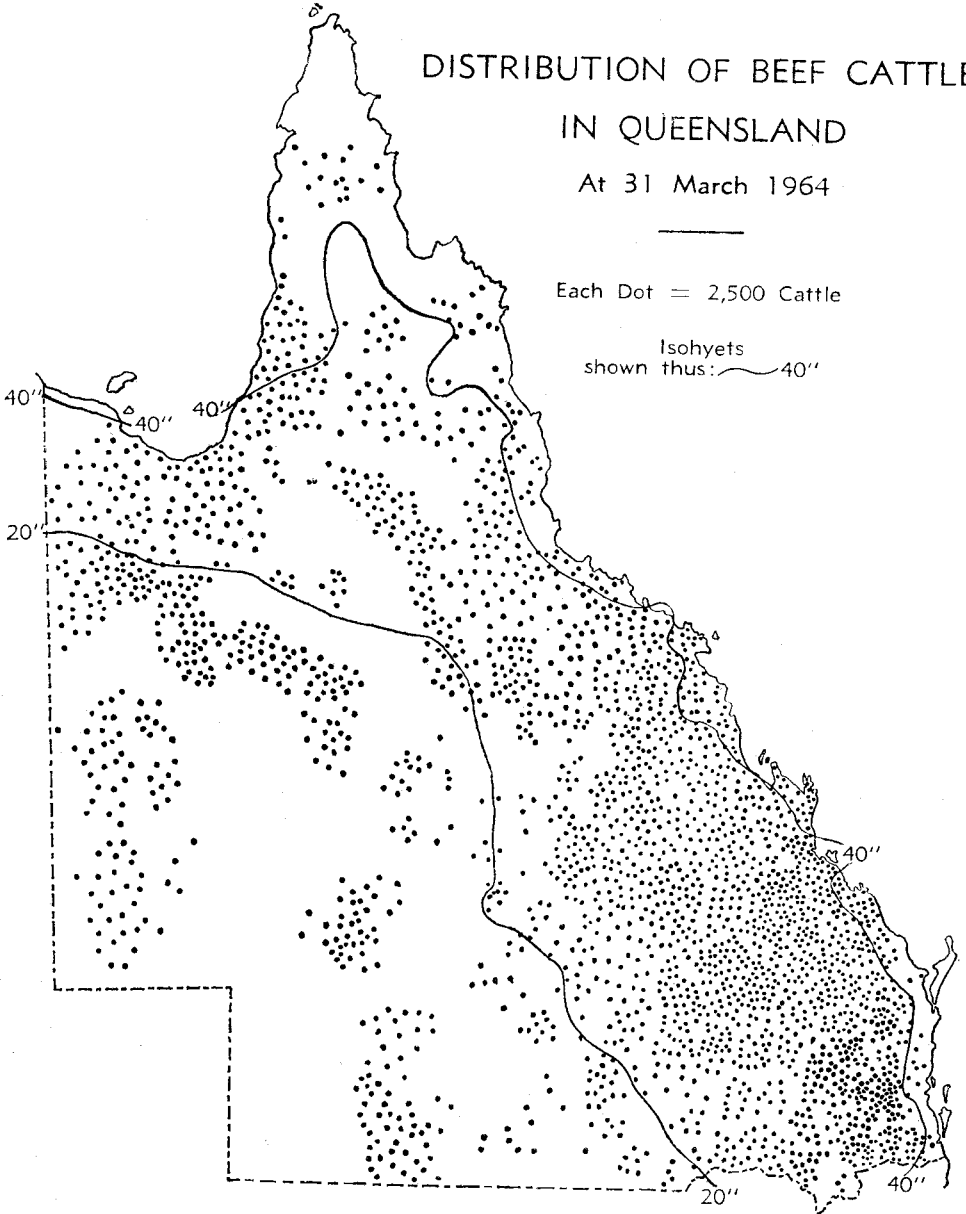 DISTRIBUTION OF BEEF CATTLE
IN QUEENSLAND
At 31 March 1964
Each Dot = 2,500 Cattle
Isohyets
shown thus: 40"
40"
40"
40"
20"
40"
20"
40"